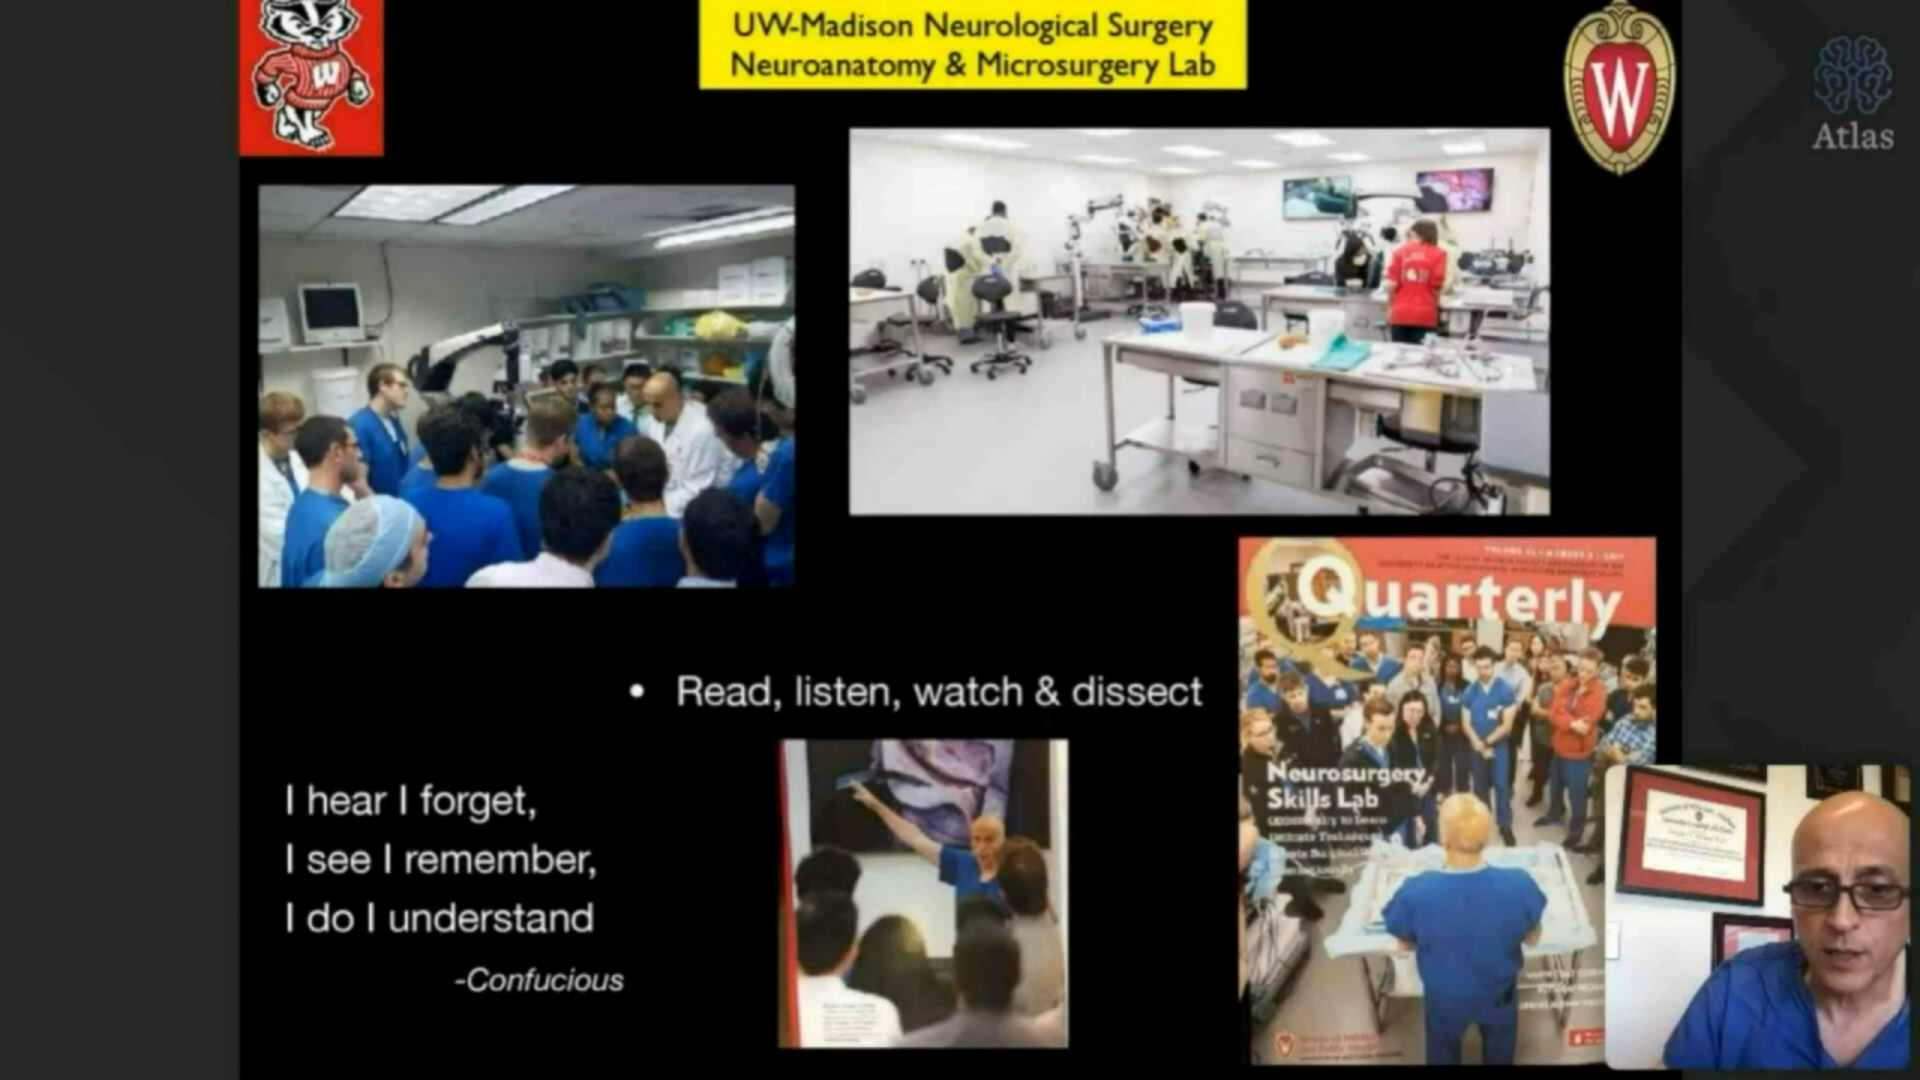 UW-Madison Neurological Surgery
Neuroanatomy & Microsurgery Lab
W
W
Atlas
Quarterly
• Read, listen, watch & dissect
Neurosurgery
Skills Lab
I hear I forget,
I see I remember,
I do I understand
-Confucious